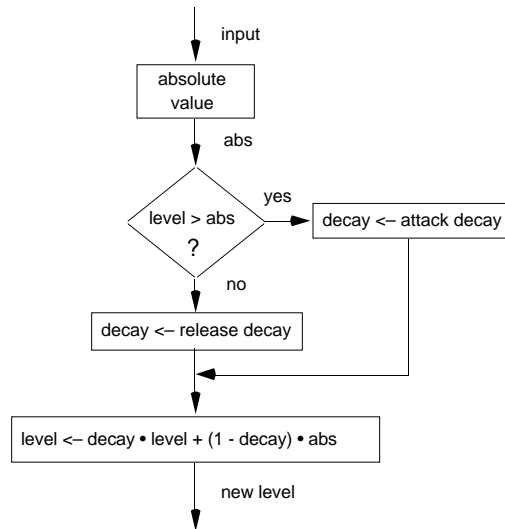 input
absolute
value
abs
yes
level > abs
?
decay <– attack decay
no
decay <– release decay
level <– decay • level + (1 - decay) • abs
new level